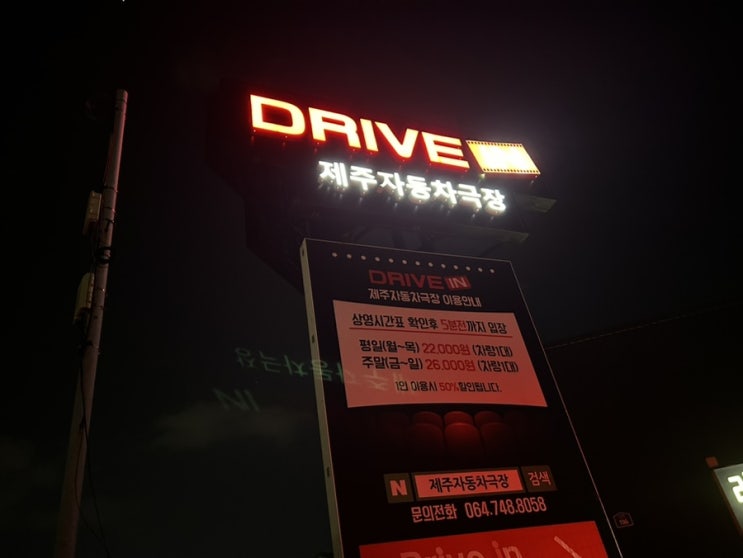 DRIVE
제주자동차극장
DRIVE IN
제주자동차극장 이용안내
상영시간표 확인후 5분전까지 입장
평일(월~목) 22,000원 (차량1대)
주말(금~일) 26,000원 (차량1대)
1인 이용시 50%할인됩니다.
N 제주자동차극장 검색
문의전화 064.748.8058
Drive in